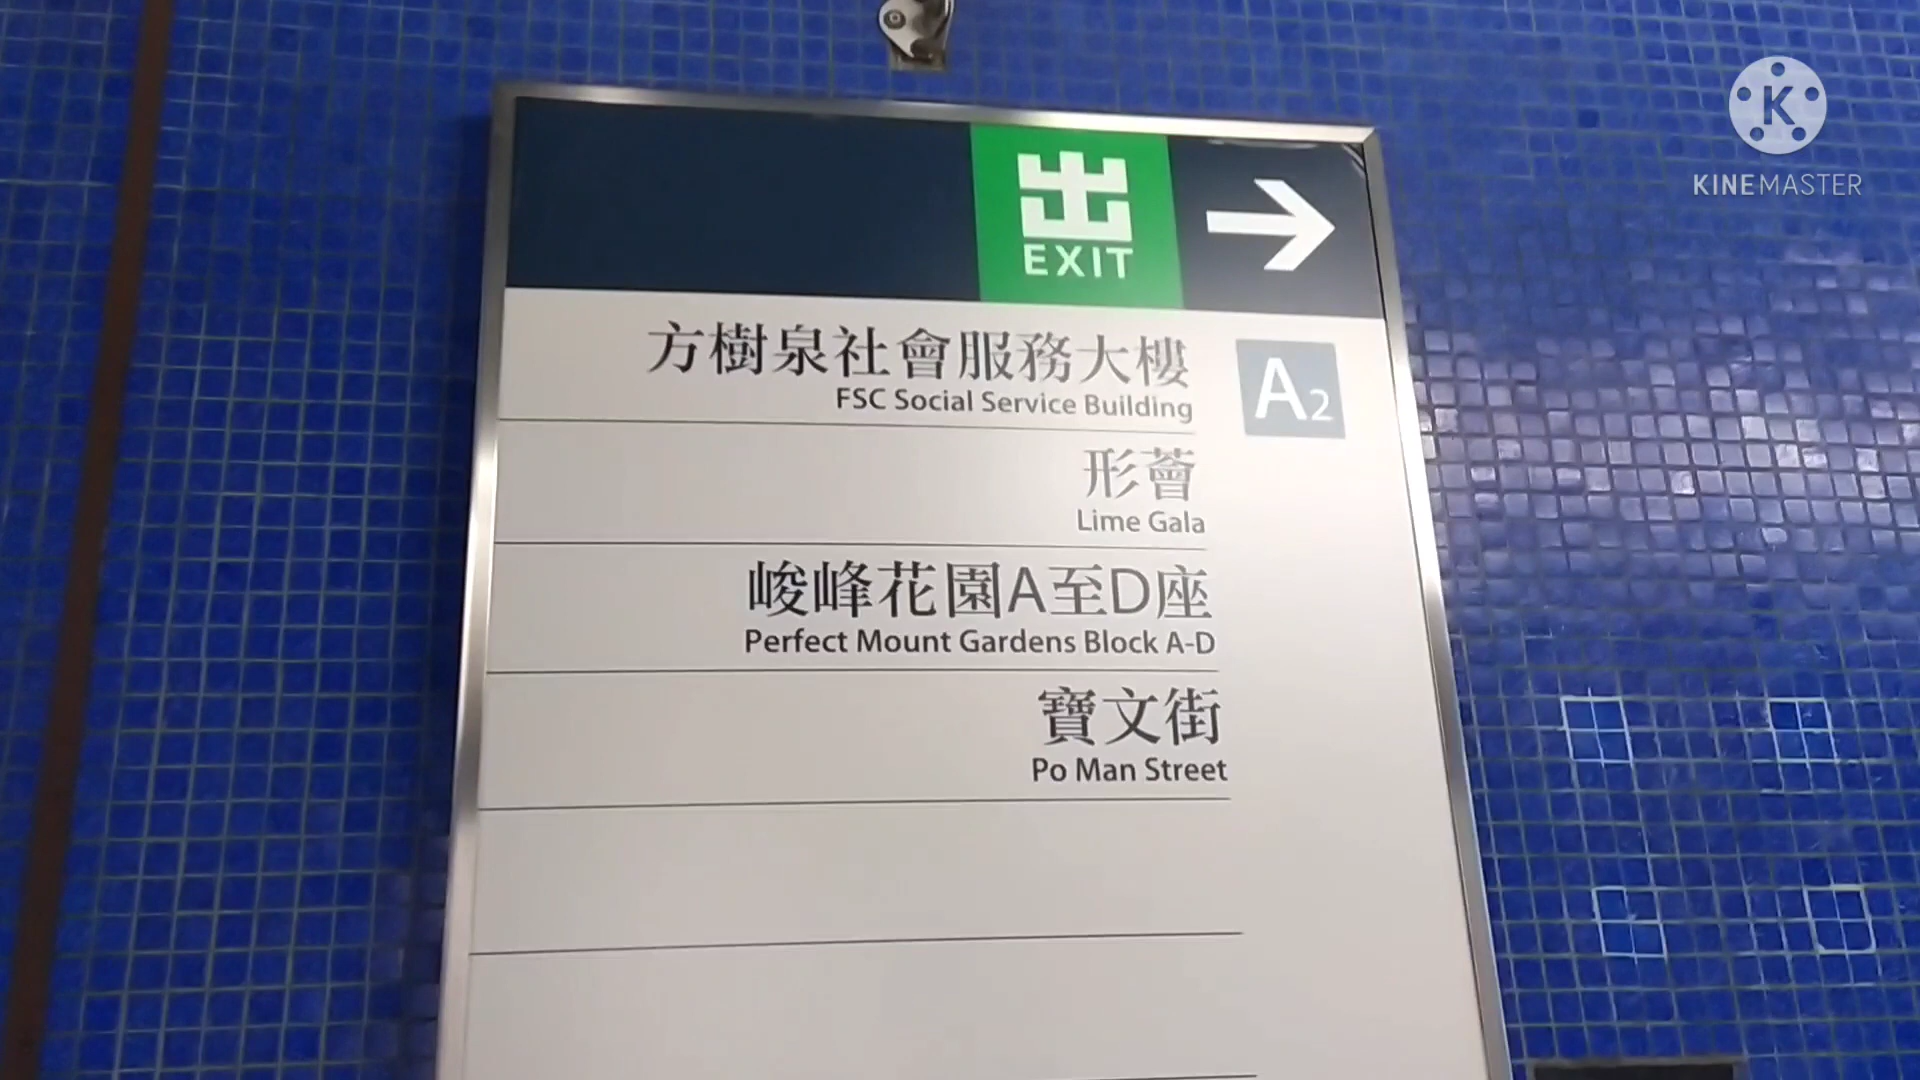 出
EXIT
KINEMASTER
方樹泉社會服務大樓
FSC Social Service Building
A2
形薈
Lime Gala
峻峰花園A至D座
Perfect Mount Gardens Block A-D
寶文街
Po Man Street